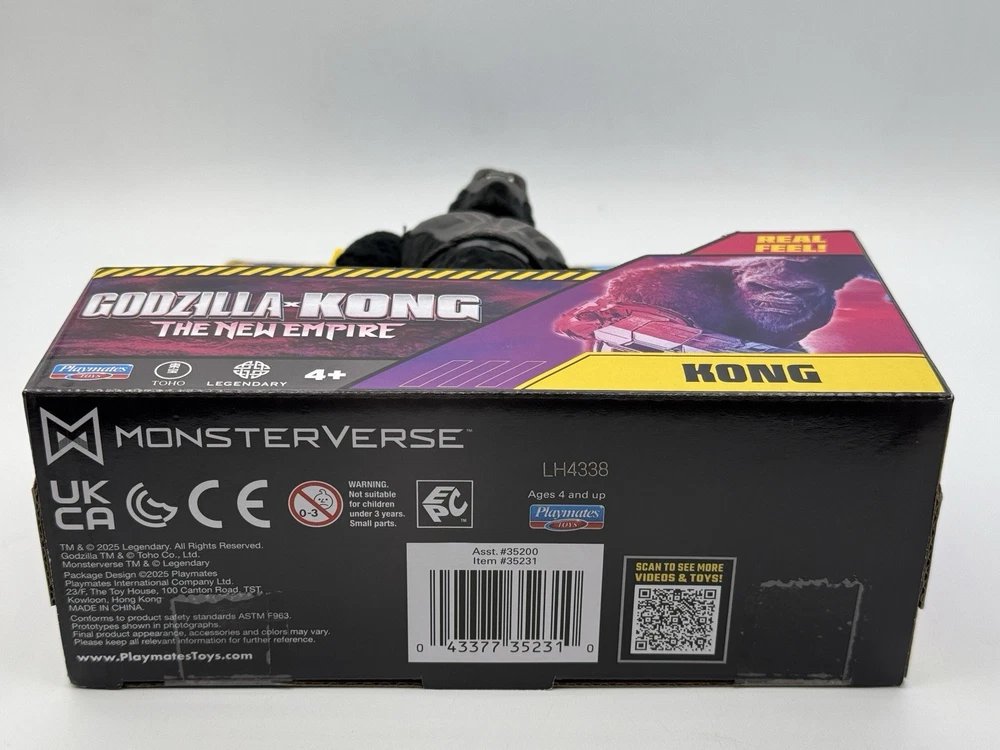 REAL
FEEL!
GODZILLA × KONG
THE NEW EMPIRE
Playmates
TOYS
TOHO
LEGENDARY
4+
KONG
MONSTERVERSE™
LH4338
UK
CA
CE
0-3
WARNING.
Not suitable
for children
under 3 years.
Small parts.
EC
PC™
Ages 4 and up
Playmates
TOYS
TM & © 2025 Legendary. All Rights Reserved.
Godzilla TM & © Toho Co., Ltd.
Monsterverse TM & © Legendary
Package Design ©2025 Playmates
Playmates International Company Ltd.
23/F, The Toy House, 100 Canton Road, TST,
Kowloon, Hong Kong
MADE IN CHINA.
Conforms to product safety standards ASTM F963.
Prototypes shown in photographs.
Final product appearance, accessories and colors may vary.
Please keep all relevant information for further reference.
www.PlaymatesToys.com
Asst. #35200
Item #35231
0 43377 35231 0
SCAN TO SEE MORE
VIDEOS & TOYS!